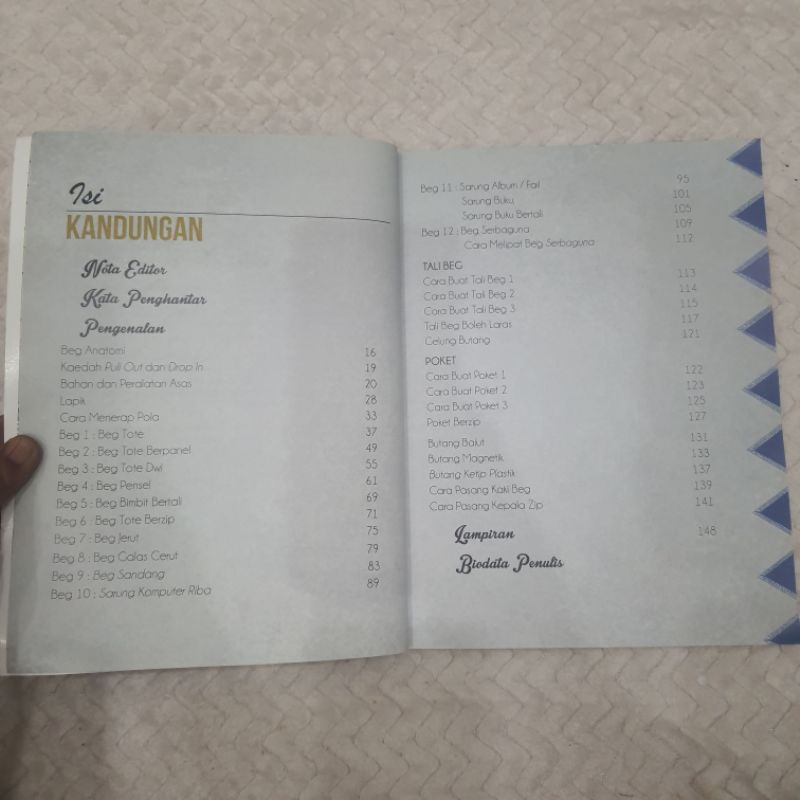 Isi
KANDUNGAN
Nota Editor
Kata Penghantar
Pengenalan
Beg Anatomi 16
Kaedah Pull Out dan Drop In 19
Bahan dan Peralatan Asas 20
Lapik 28
Cara Menerap Pola 33
Beg 1 : Beg Tote 37
Beg 2 : Beg Tote Berpanel 49
Beg 3 : Beg Tote Dwi 55
Beg 4 : Beg Pensel 61
Beg 5 : Beg Bimbit Bertali 69
Beg 6 : Beg Tote Berzip 71
Beg 7 : Beg Jerut 75
Beg 8 : Beg Galas Cerut 79
Beg 9 : Beg Sandang 83
Beg 10 : Sarung Komputer Riba 89
Beg 11 : Sarung Album / Fail 95
Sarung Buku 101
Sarung Buku Bertali 105
Beg 12 : Beg Serbaguna 109
Cara Melipat Beg Serbaguna 112
TALI BEG
Cara Buat Tali Beg 1 113
Cara Buat Tali Beg 2 114
Cara Buat Tali Beg 3 115
Tali Beg Boleh Laras 117
Gelung Butang 121
POKET
Cara Buat Poket 1 122
Cara Buat Poket 2 123
Cara Buat Poket 3 125
Poket Berzip 127
Butang Balut 131
Butang Magnetik 133
Butang Ketip Plastik 137
Cara Pasang Kaki Beg 139
Cara Pasang Kepala Zip 141
Lampiran 148
Biodata Penulis